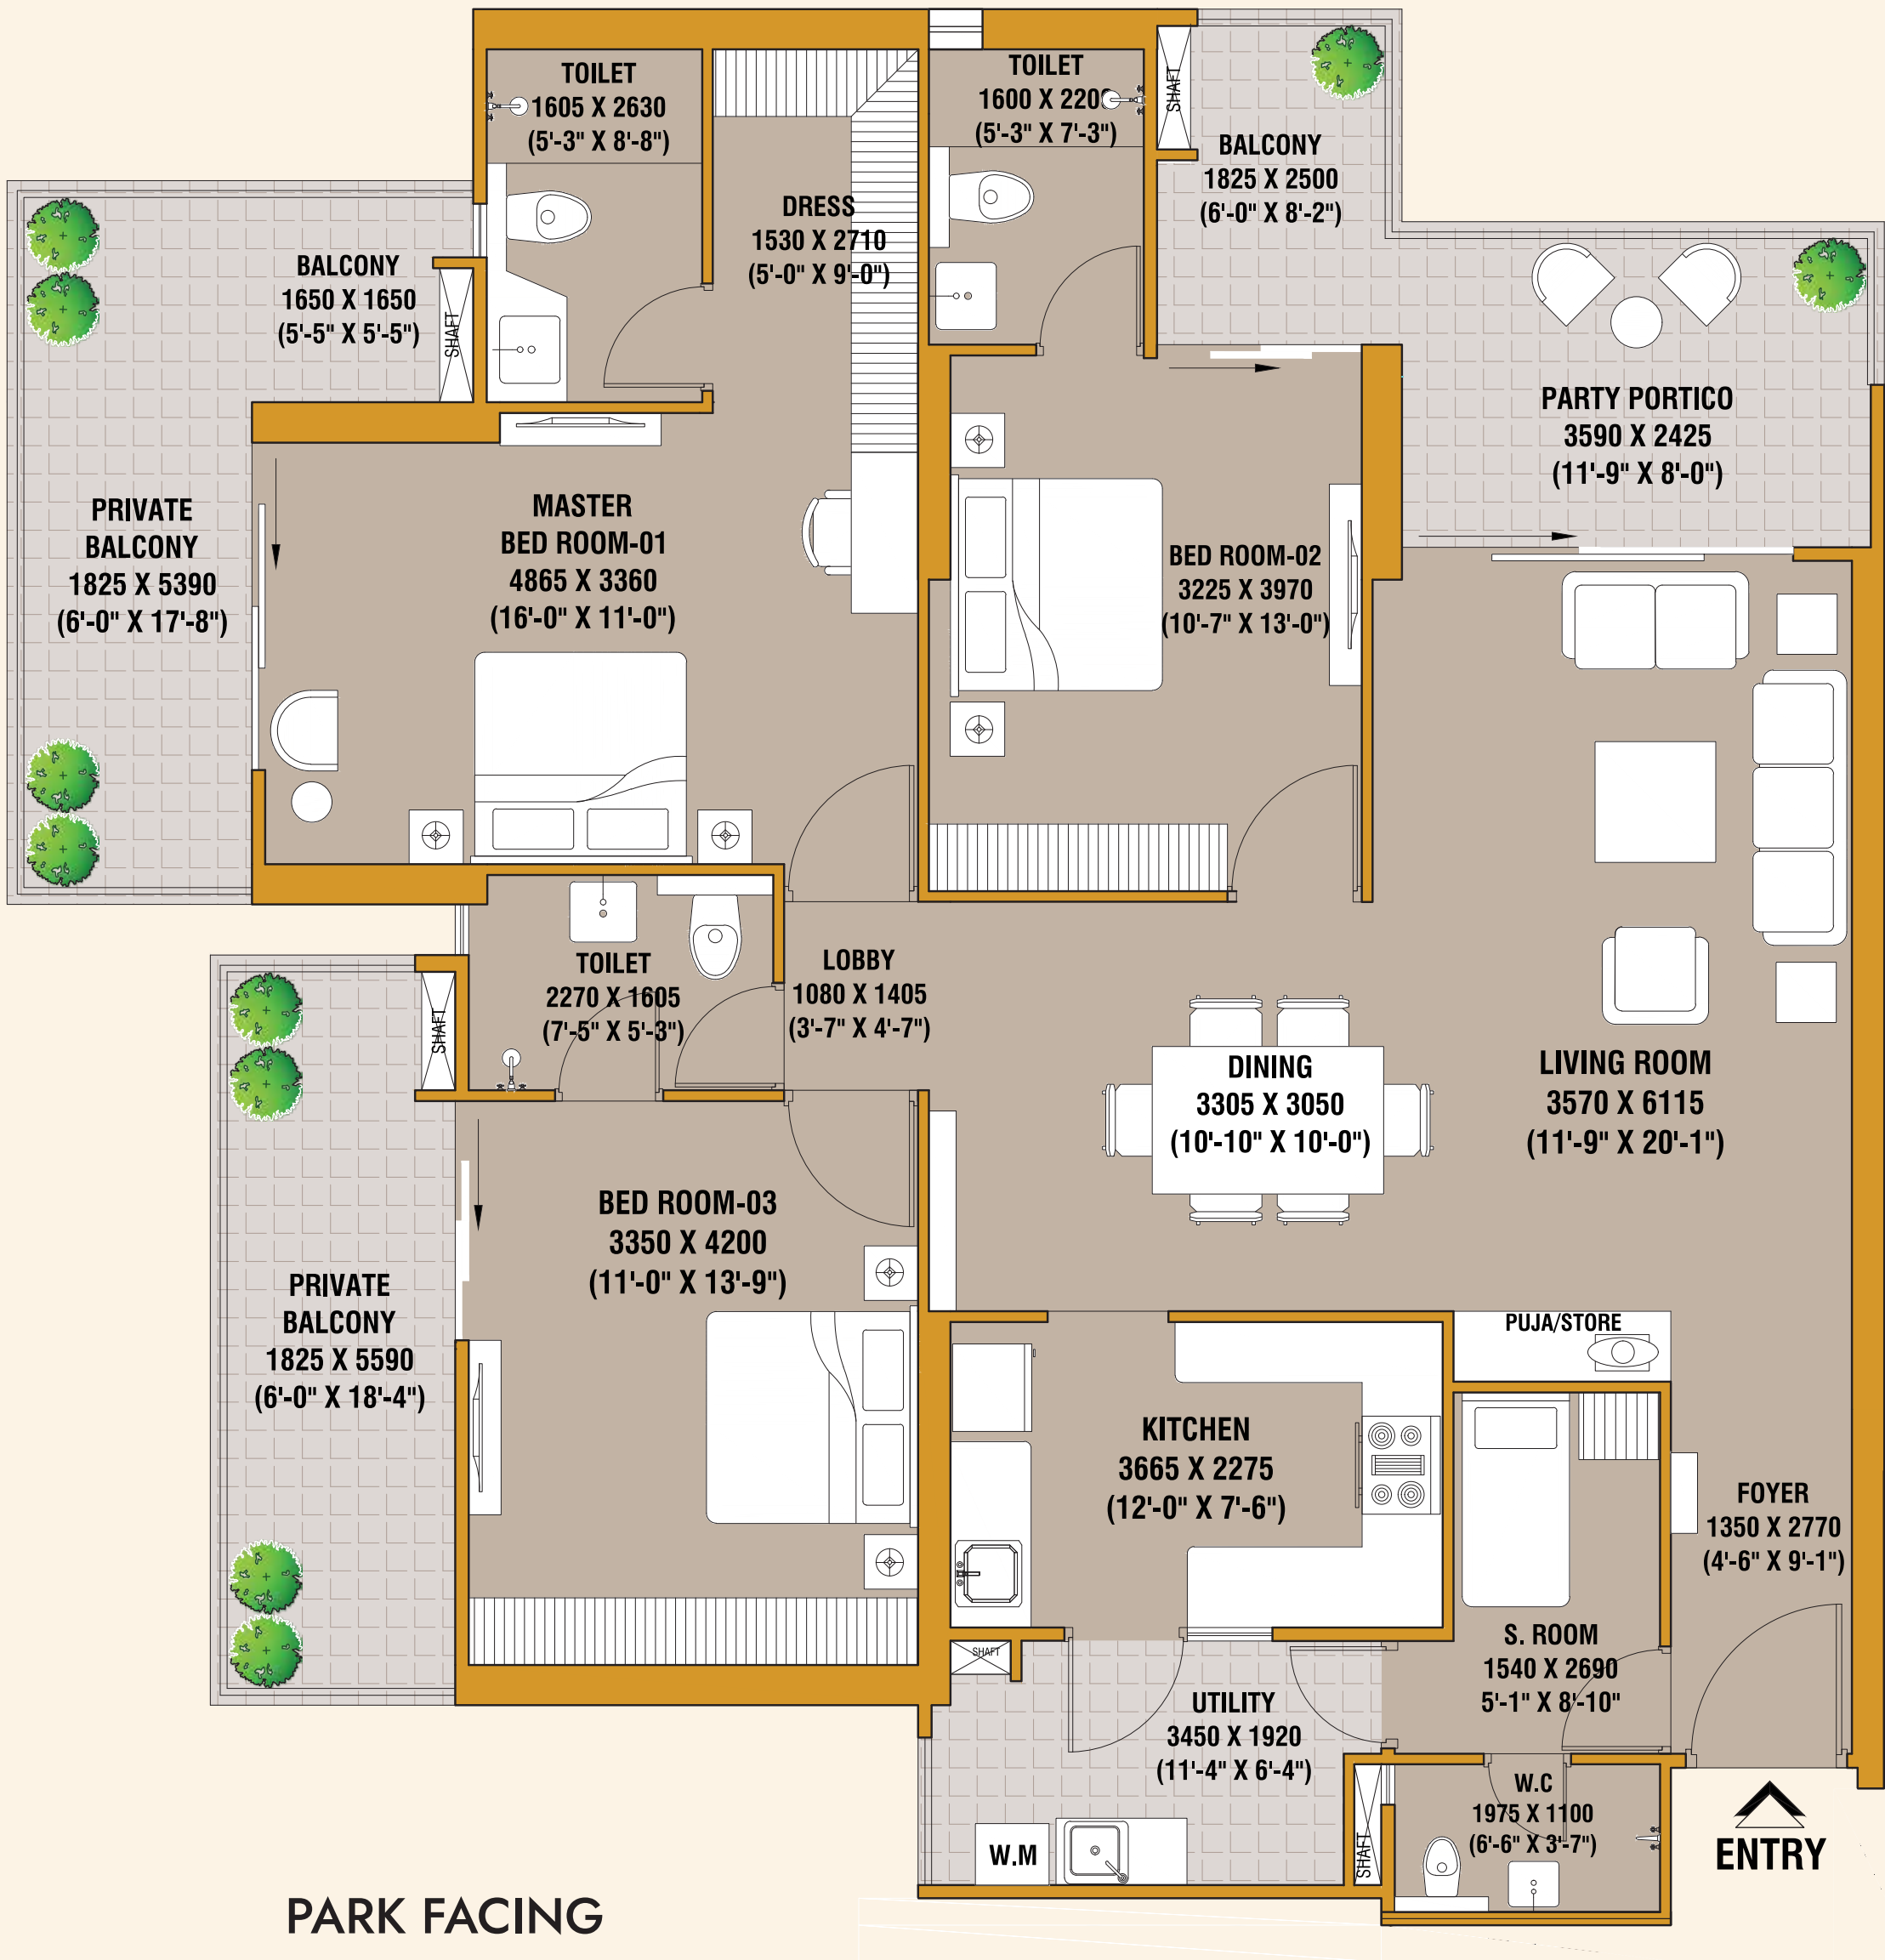 TOILET
1605 X 2630
(5'-3" X 8'-8")
TOILET
1600 X 220
(5'-3" X 7'-3")
SHAFT
BALCONY
1825 X 2500
(6'-0" X 8'-2")
DRESS
1530 X 2710
(5'-0" X 9'-0")
BALCONY
1650 X 1650
(5'-5" X 5'-5")
SHAFT
PARTY PORTICO
3590 X 2425
(11'-9" X 8'-0")
PRIVATE
BALCONY
1825 X 5390
(6'-0" X 17'-8")
MASTER
BED ROOM-01
4865 X 3360
(16'-0" X 11'-0")
BED ROOM-02
3225 X 3970
(10'-7" X 13'-0")
TOILET
2270 X 1605
(7'-5" X 5'-3")
SHAFT
LOBBY
1080 X 1405
(3'-7" X 4'-7")
DINING
3305 X 3050
(10'-10" X 10'-0")
LIVING ROOM
3570 X 6115
(11'-9" X 20'-1")
BED ROOM-03
3350 X 4200
(11'-0" X 13'-9")
PRIVATE
BALCONY
1825 X 5590
(6'-0" X 18'-4")
PUJA/STORE
KITCHEN
3665 X 2275
(12'-0" X 7'-6")
FOYER
1350 X 2770
(4'-6" X 9'-1")
S. ROOM
1540 X 2690
5'-1" X 8'-10"
SHAFT
UTILITY
3450 X 1920
(11'-4" X 6'-4")
W.C
1975 X 1100
(6'-6" X 3'-7")
SHAFT
W.M
ENTRY
PARK FACING